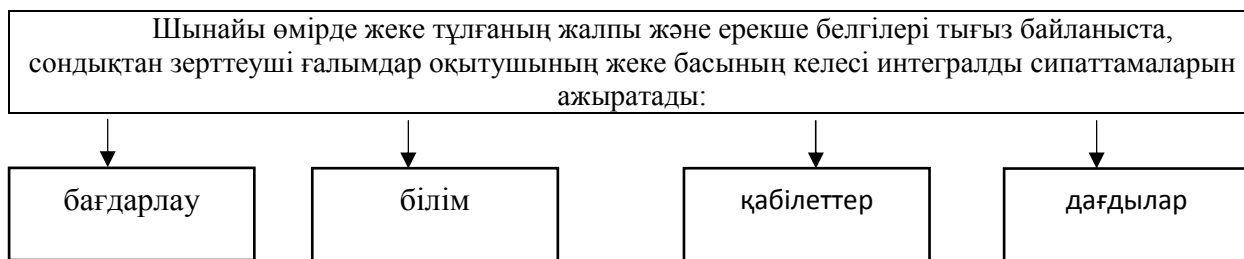 Шынайы өмірде жеке тұлғаның жалпы және ерекше белгілері тығыз байланыста,
сондықтан зерттеуші ғалымдар оқытушының жеке басының келесі интегралды сипаттамаларын
ажыратады:
бағдарлау
білім
қабілеттер
дағдылар